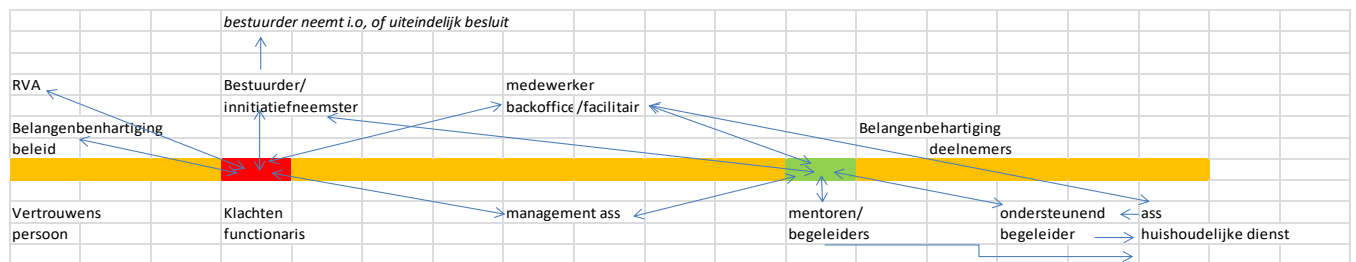 bestuurder neemt i.o, of uiteindelijk besluit
RVA
Bestuurder/
innitiatiefneemster
medewerker
backoffice/facilitair
Belangenbenhartiging
beleid
Belangenbehartiging
deelnemers
Vertrouwens
persoon
Klachten
functionaris
management ass
mentoren/
begeleiders
ondersteunend
begeleider
ass
huishoudelijke dienst